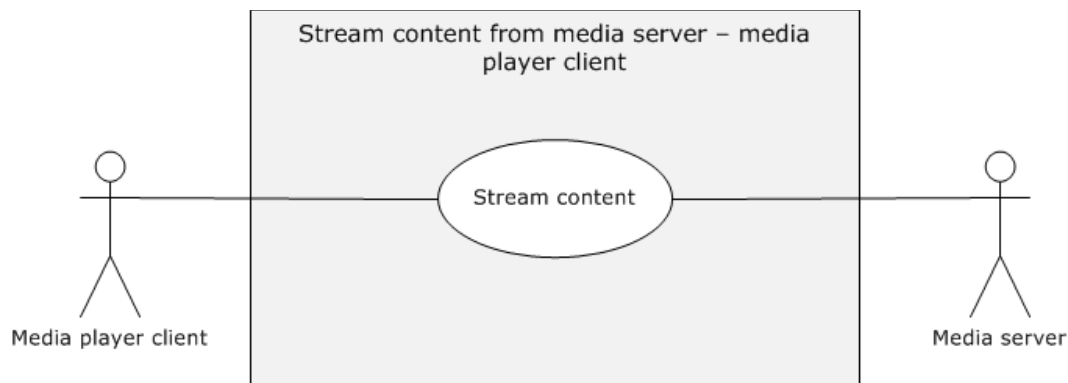 Stream content from media server – media
player client
Stream content
Media player client
Media server